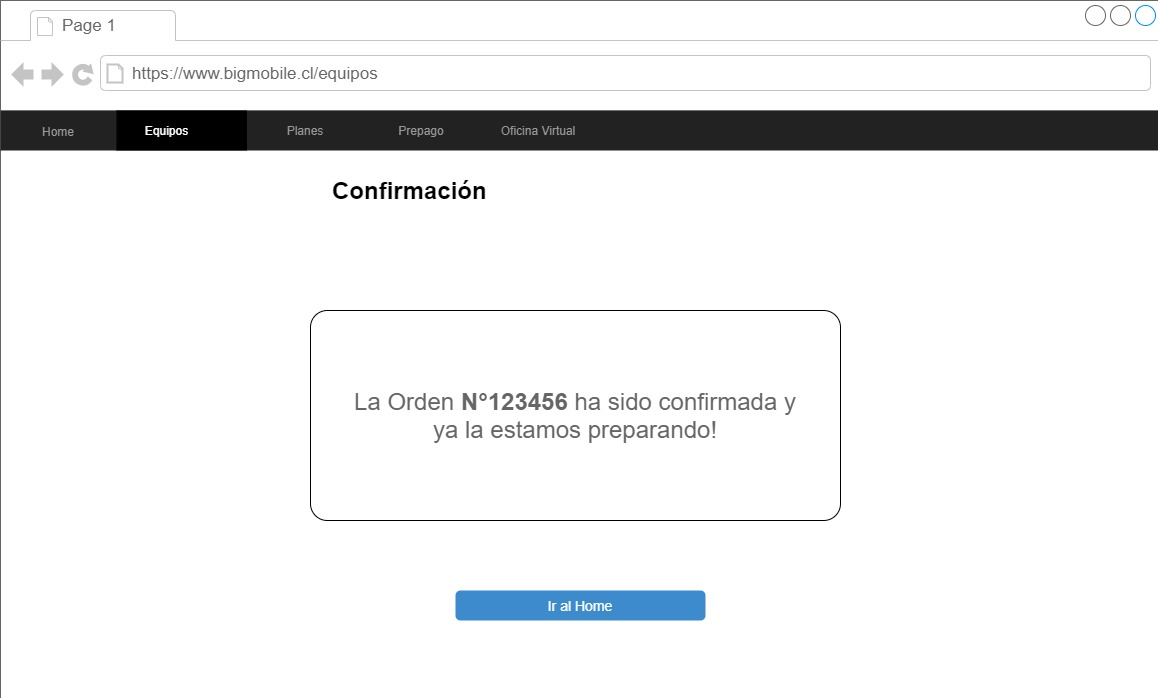 Page 1
https://www.bigmobile.cl/equipos
Home Equipos Planes Prepago Oficina Virtual
Confirmación
La Orden N°123456 ha sido confirmada y
ya la estamos preparando!
Ir al Home